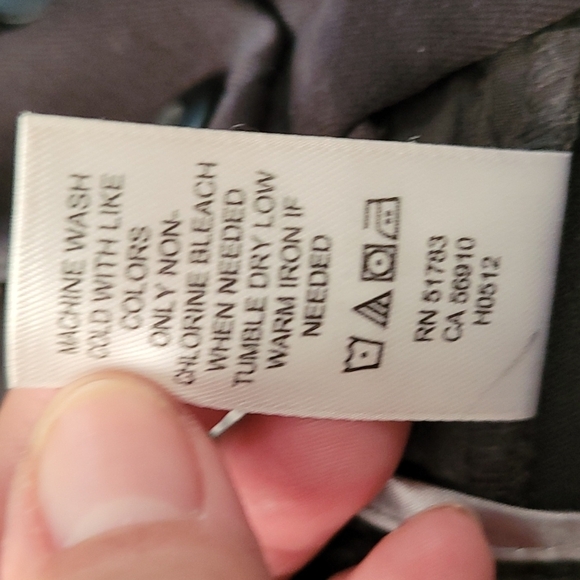 MACHINE WASH
COLD WITH LIKE
COLORS
ONLY NON-
CHLORINE BLEACH
WHEN NEEDED
TUMBLE DRY LOW
WARM IRON IF
NEEDED
RN 51783
CA 56910
H0512